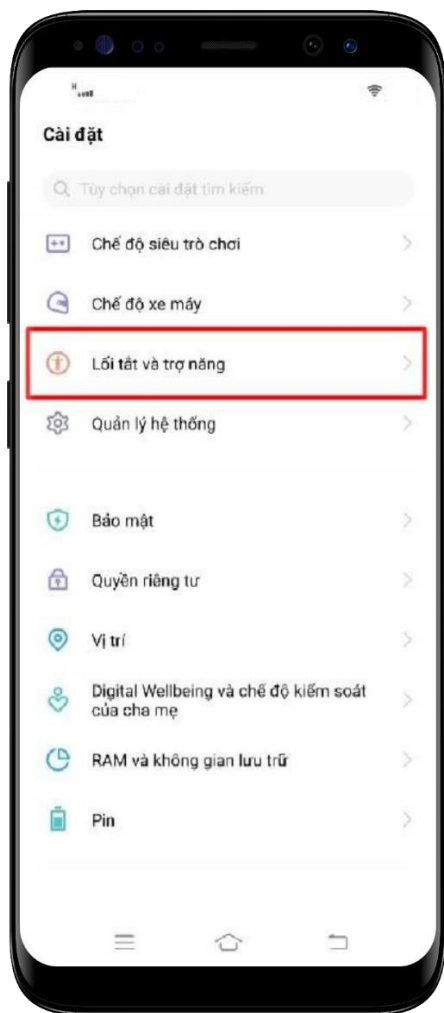 Cài đặt
Tùy chọn cài đặt tìm kiếm
Chế độ siêu trò chơi
Chế độ xe máy
Lối tắt và trợ năng
Quản lý hệ thống
Bảo mật
Quyền riêng tư
Vị trí
Digital Wellbeing và chế độ kiểm soát
của cha mẹ
RAM và không gian lưu trữ
Pin